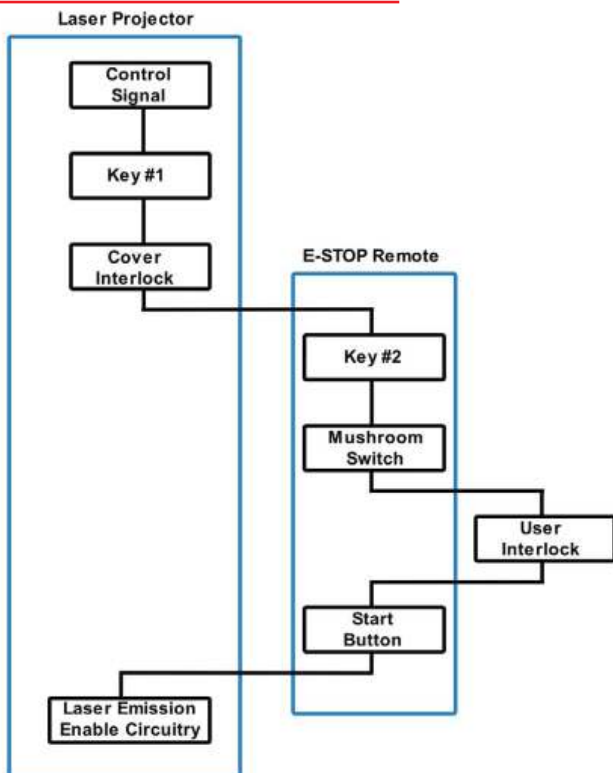 Laser Projector
Control
Signal
Key #1
Cover
Interlock
E-STOP Remote
Key #2
Mushroom
Switch
User
Interlock
Start
Button
Laser Emission
Enable Circuitry